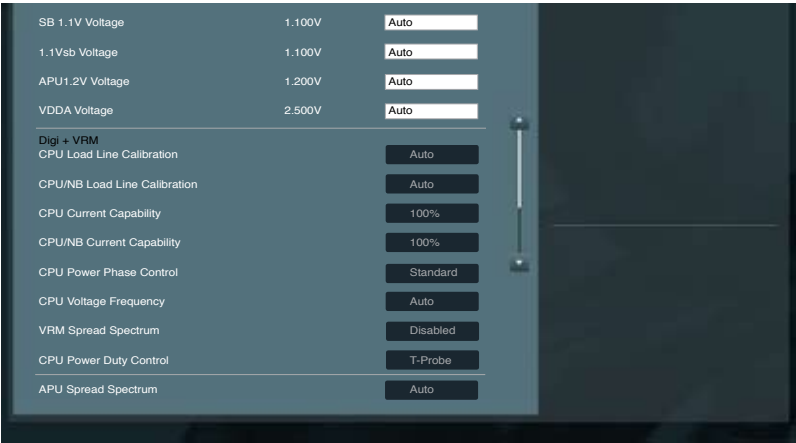 SB 1.1V Voltage 1.100V Auto
1.1Vsb Voltage 1.100V Auto
APU1.2V Voltage 1.200V Auto
VDDA Voltage 2.500V Auto
Digi + VRM
CPU Load Line Calibration Auto
CPU/NB Load Line Calibration Auto
CPU Current Capability 100%
CPU/NB Current Capability 100%
CPU Power Phase Control Standard
CPU Voltage Frequency Auto
VRM Spread Spectrum Disabled
CPU Power Duty Control T-Probe
APU Spread Spectrum Auto